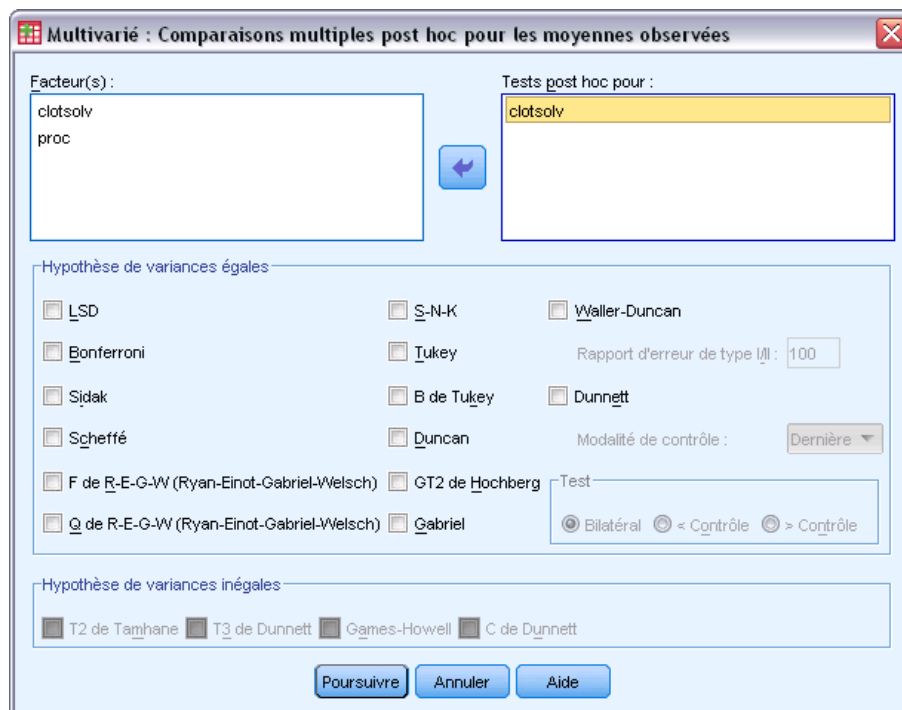 Multivarié : Comparaisons multiples post hoc pour les moyennes observées
Facteur(s) :
clotsolv
proc
Tests post hoc pour :
clotsolv
Hypothèse de variances égales
LSD
S-N-K
Waller-Duncan
Bonferroni
Tukey
Rapport d'erreur de type I/II : 100
Sidak
B de Tukey
Dunnett
Scheffé
Duncan
Modalité de contrôle : Dernière
F de R-E-G-W (Ryan-Einot-Gabriel-Welsch)
GT2 de Hochberg
Test
Q de R-E-G-W (Ryan-Einot-Gabriel-Welsch)
Gabriel
Bilatéral < Contrôle > Contrôle
Hypothèse de variances inégales
T2 de Tamhane T3 de Dunnett Games-Howell C de Dunnett
Poursuivre Annuler Aide